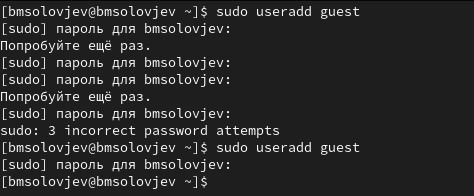 [bmsolovjev@bmsolovjev ~]$ sudo useradd guest
[sudo] пароль для bmsolovjev:
Попробуйте ещё раз.
[sudo] пароль для bmsolovjev:
[sudo] пароль для bmsolovjev:
Попробуйте ещё раз.
[sudo] пароль для bmsolovjev:
sudo: 3 incorrect password attempts
[bmsolovjev@bmsolovjev ~]$ sudo useradd guest
[sudo] пароль для bmsolovjev:
[bmsolovjev@bmsolovjev ~]$